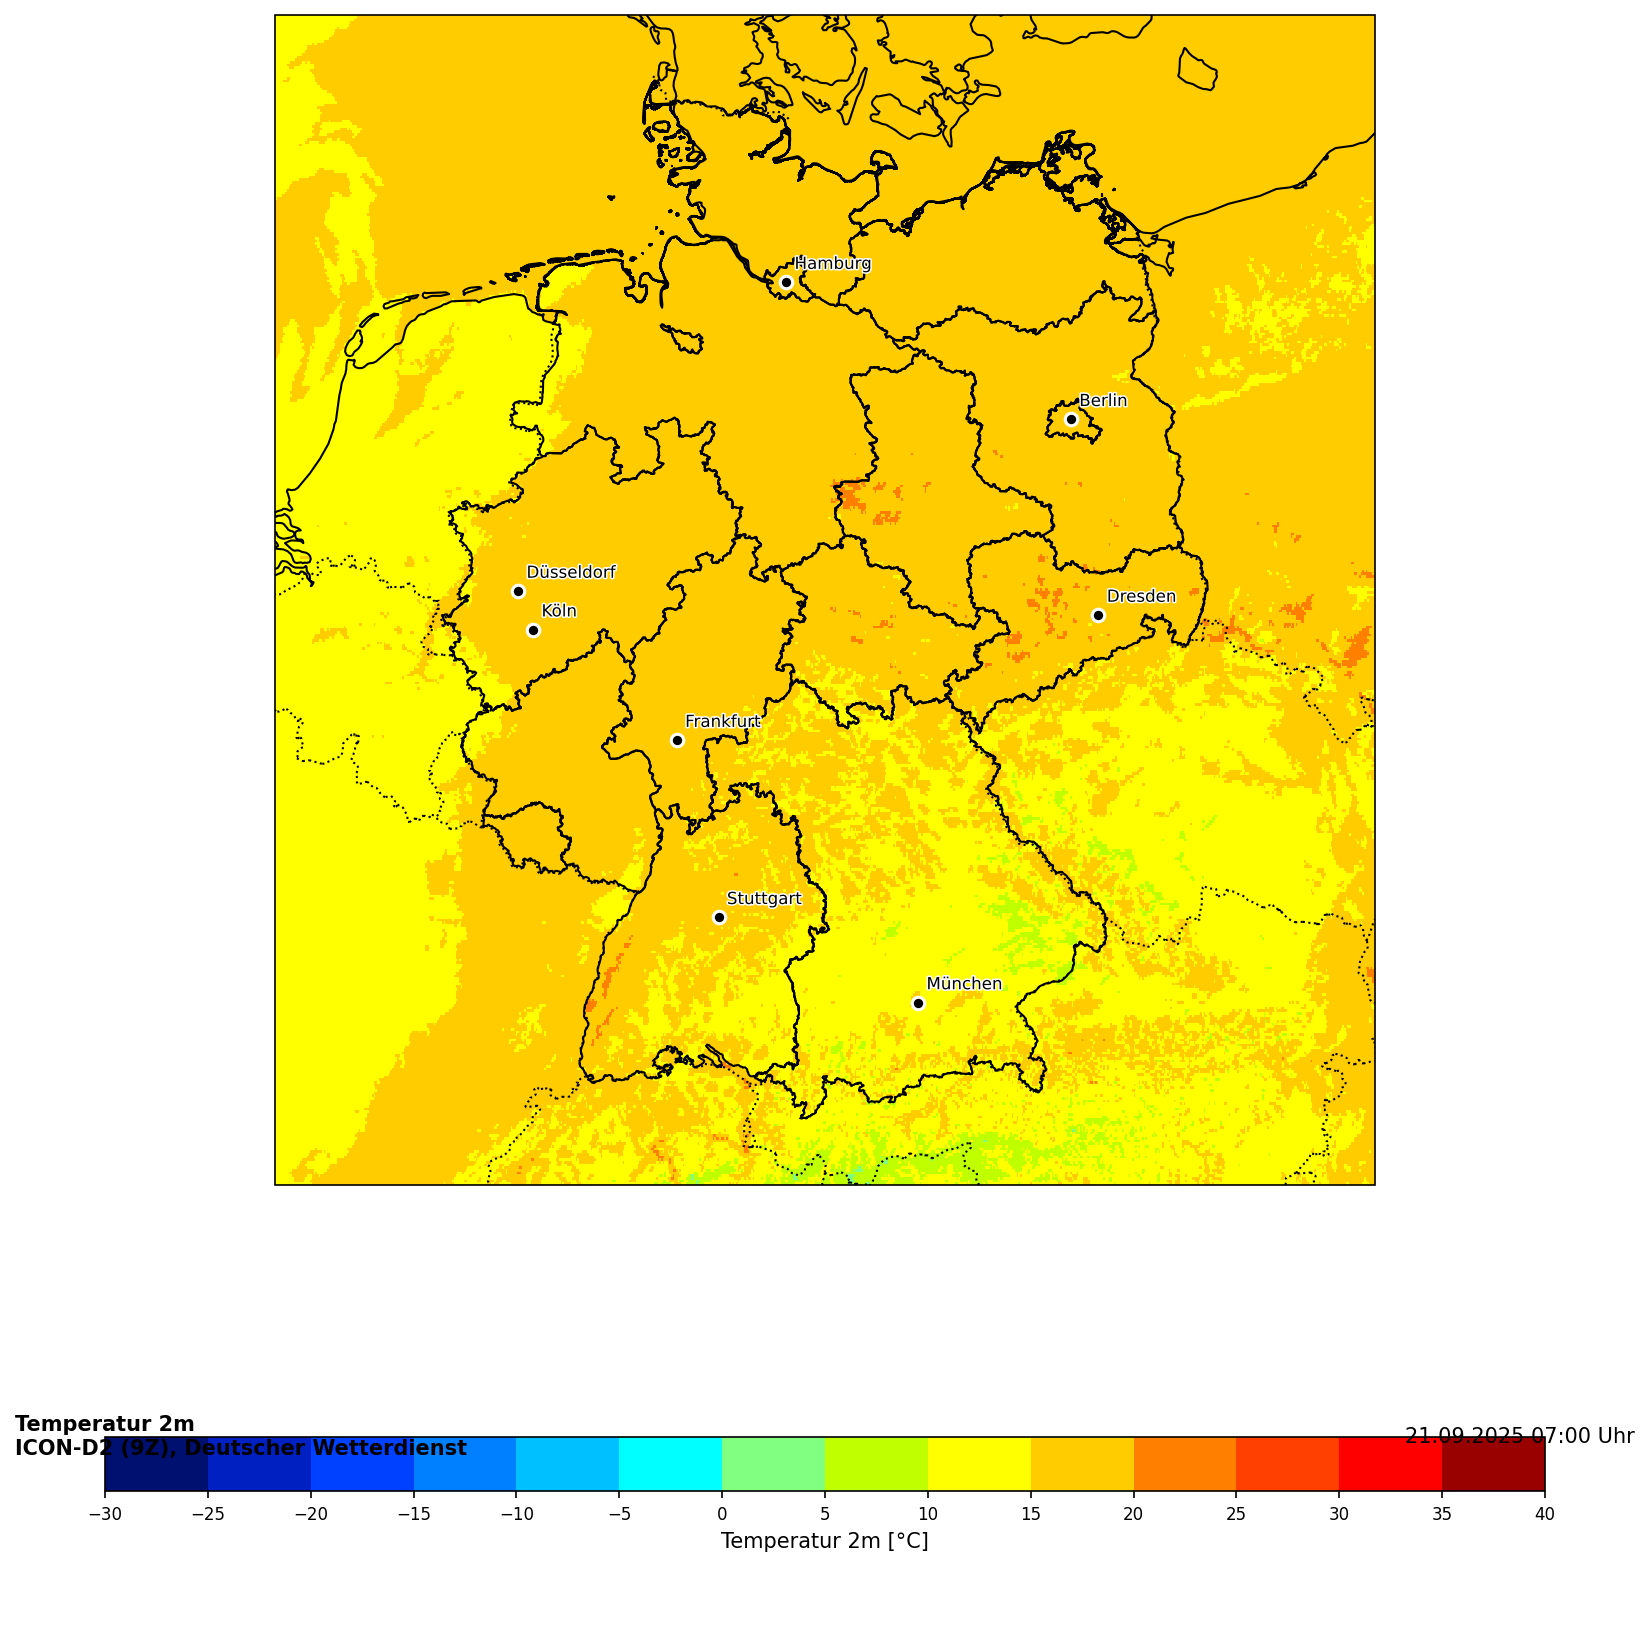 Hamburg
Berlin
Düsseldorf
Köln
Dresden
Frankfurt
Stuttgart
München
Temperatur 2m
ICON-D2 (9Z), Deutscher Wetterdienst
21.09.2025 07:00 Uhr
−30 −25 −20 −15 −10 −5 0 5 10 15 20 25 30 35 40
Temperatur 2m [°C]